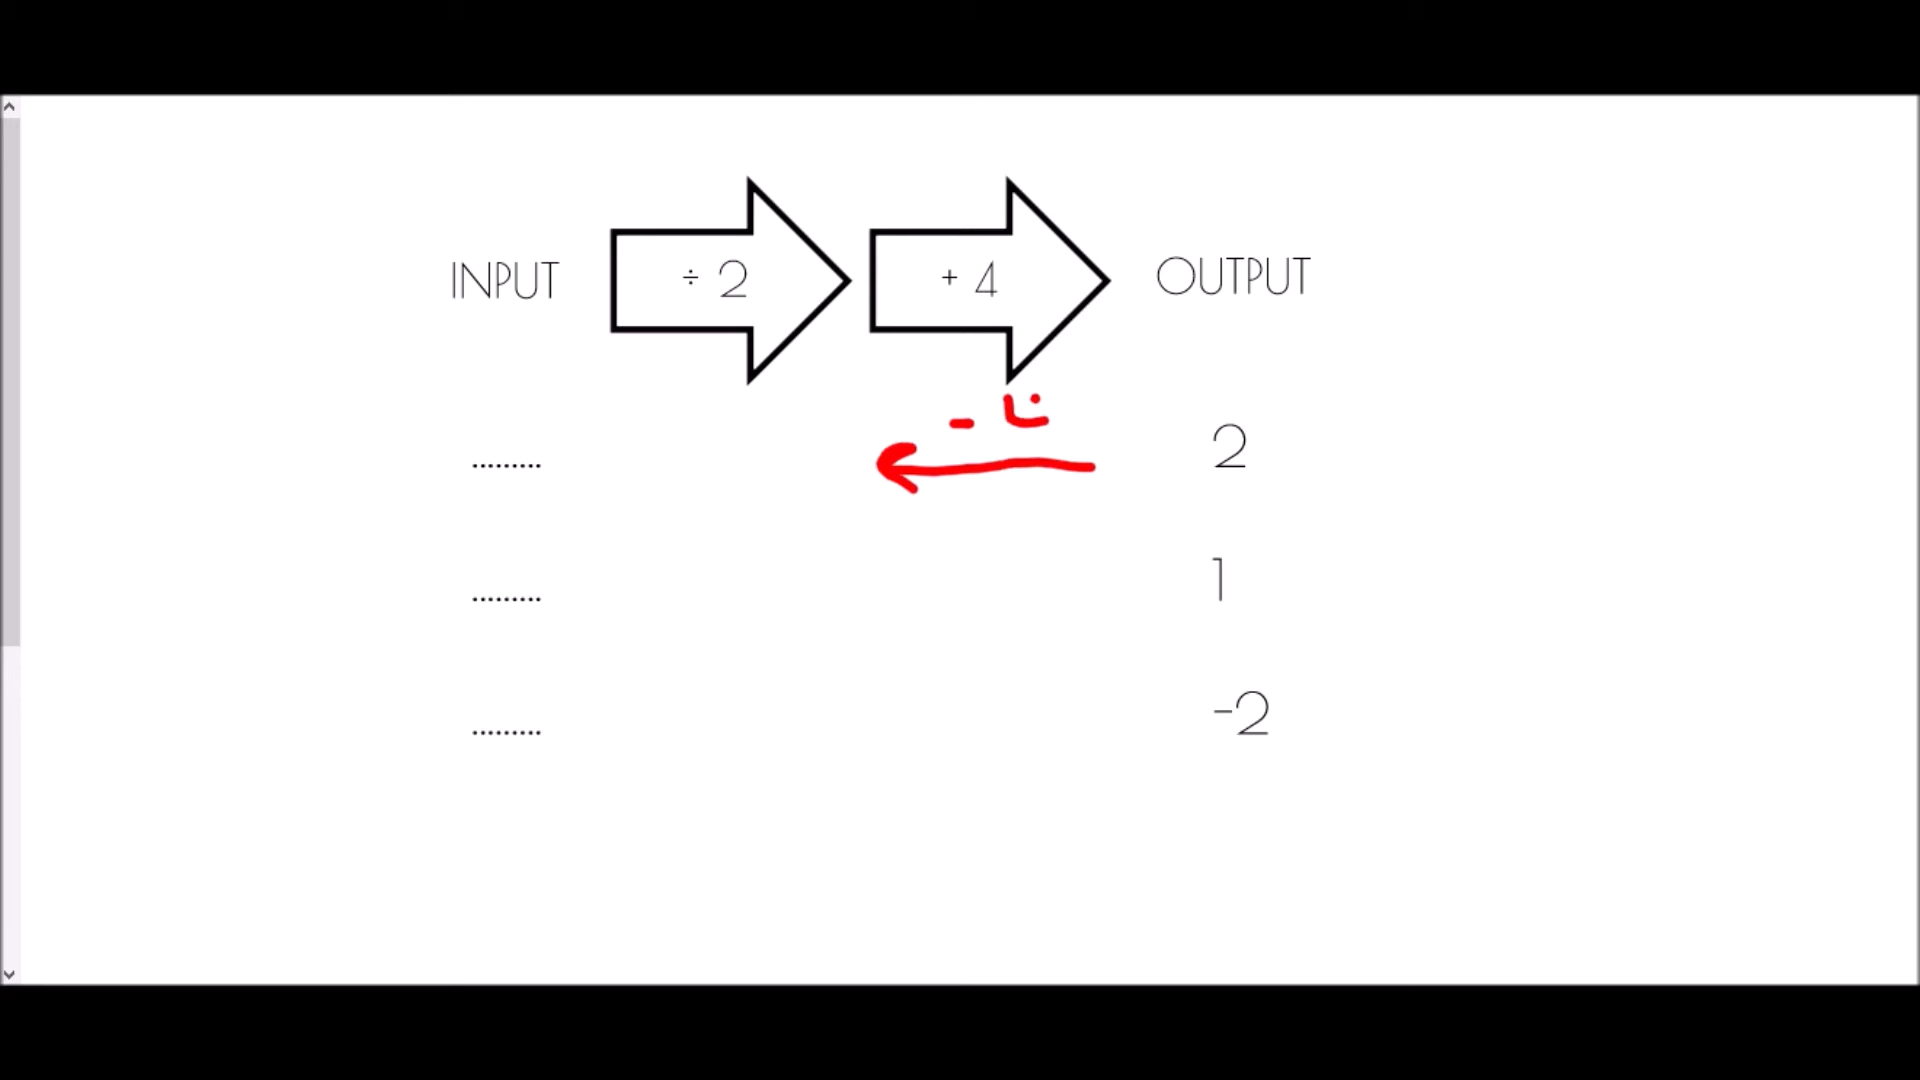 INPUT ÷ 2 + 4 OUTPUT
-
......... 2
......... 1
......... -2